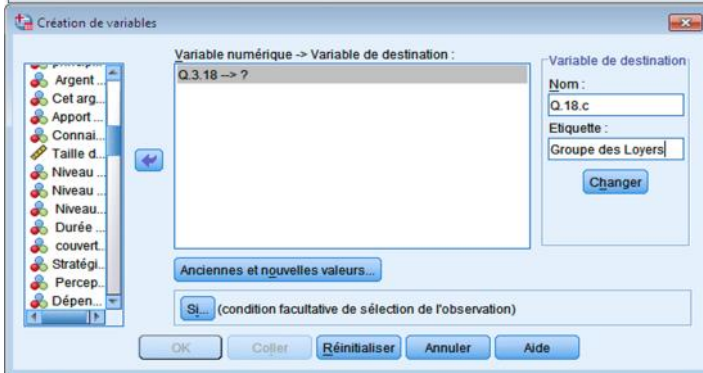 Création de variables
Variable numérique -> Variable de destination :
Q.3.18 --> ?
Argent ...
Cet arg...
Apport ...
Connai...
Taille d...
Niveau ...
Niveau ...
Niveau...
Durée ...
couvert...
Stratégi...
Percep...
Dépen...
Variable de destination
Nom :
Q.18.c
Etiquette :
Groupe des Loyers
Changer
Anciennes et nouvelles valeurs...
Si... (condition facultative de sélection de l'observation)
OK Coller Réinitialiser Annuler Aide